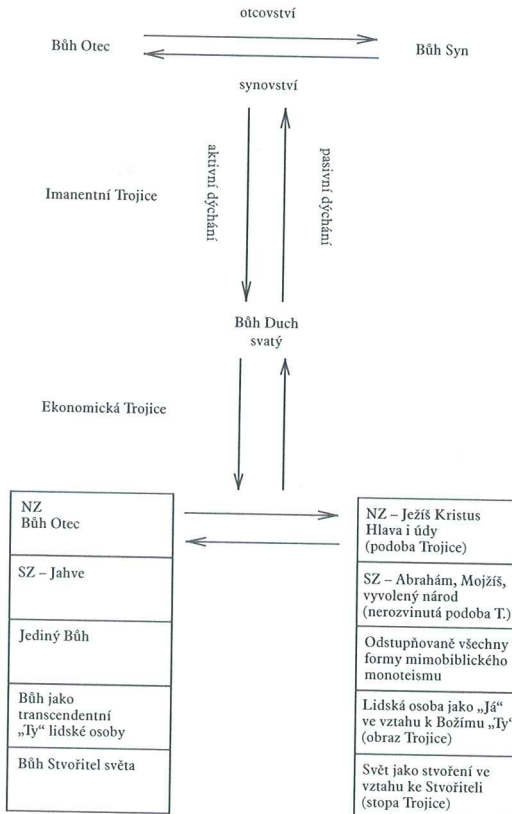 otcovství
Bůh Otec
Bůh Syn
synovství
aktivní dýchání
pasivní dýchání
Imanentní Trojice
Bůh Duch
svatý
Ekonomická Trojice
NZ
Bůh Otec
SZ – Jahve
Jediný Bůh
Bůh jako
transcendentní
„Ty“ lidské osoby
Bůh Stvořitel světa
NZ – Ježíš Kristus
Hlava i údy
(podoba Trojice)
SZ – Abrahám, Mojžíš,
vyvolený národ
(nerozvinutá podoba T.)
Odstupňovaně všechny
formy mimobiblického
monoteismu
Lidská osoba jako „Já“
ve vztahu k Božímu „Ty“
(obraz Trojice)
Svět jako stvoření ve
vztahu ke Stvořiteli
(stopa Trojice)